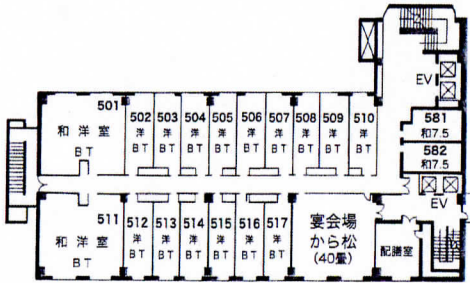 EV
501
和洋室
BT
502
洋
BT
503
洋
BT
504
洋
BT
505
洋
BT
506
洋
BT
507
洋
BT
508
洋
BT
509
洋
BT
510
洋
BT
581
和7.5
582
和7.5
EV
511
和洋室
BT
512
洋
BT
513
洋
BT
514
洋
BT
515
洋
BT
516
洋
BT
517
洋
BT
宴会場
から松
(40畳)
配膳室